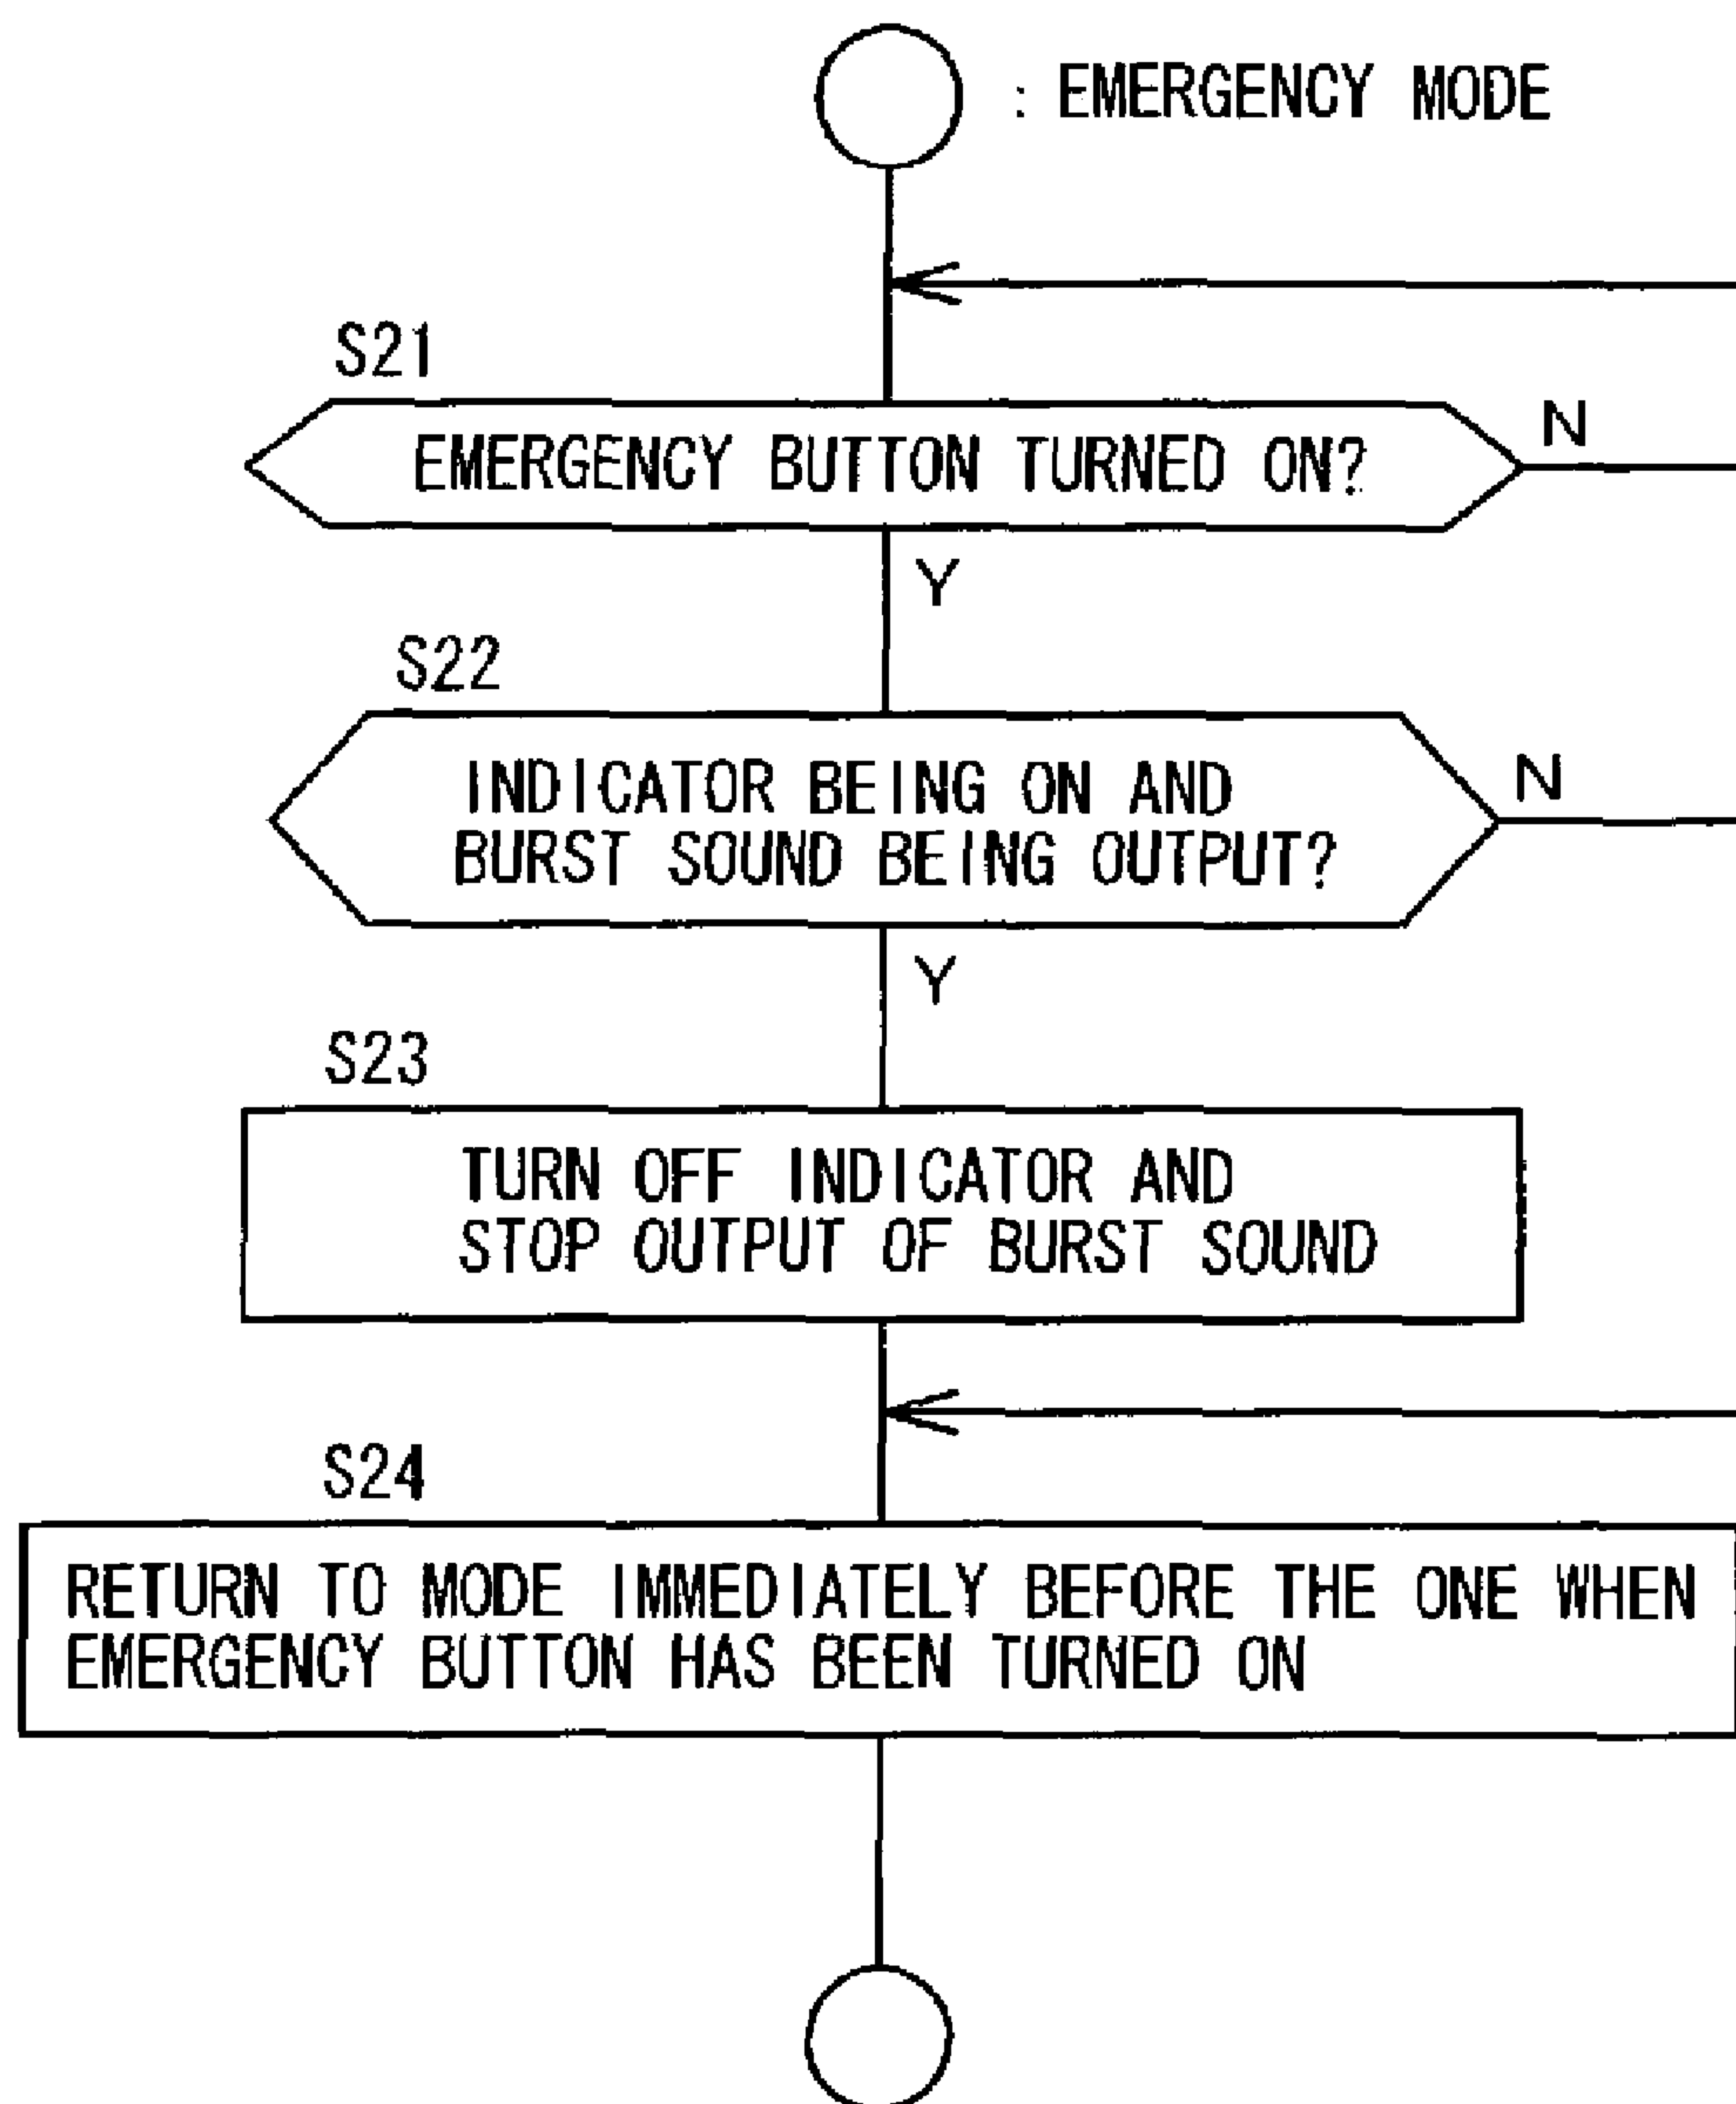 : EMERGENCY MODE
S21
EMERGENCY BUTTON TURNED ON?
N
Y
S22
INDICATOR BEING ON AND
BURST SOUND BEING OUTPUT?
N
Y
S23
TURN OFF INDICATOR AND
STOP OUTPUT OF BURST SOUND
S24
RETURN TO MODE IMMEDIATELY BEFORE THE ONE WHEN
EMERGENCY BUTTON HAS BEEN TURNED ON